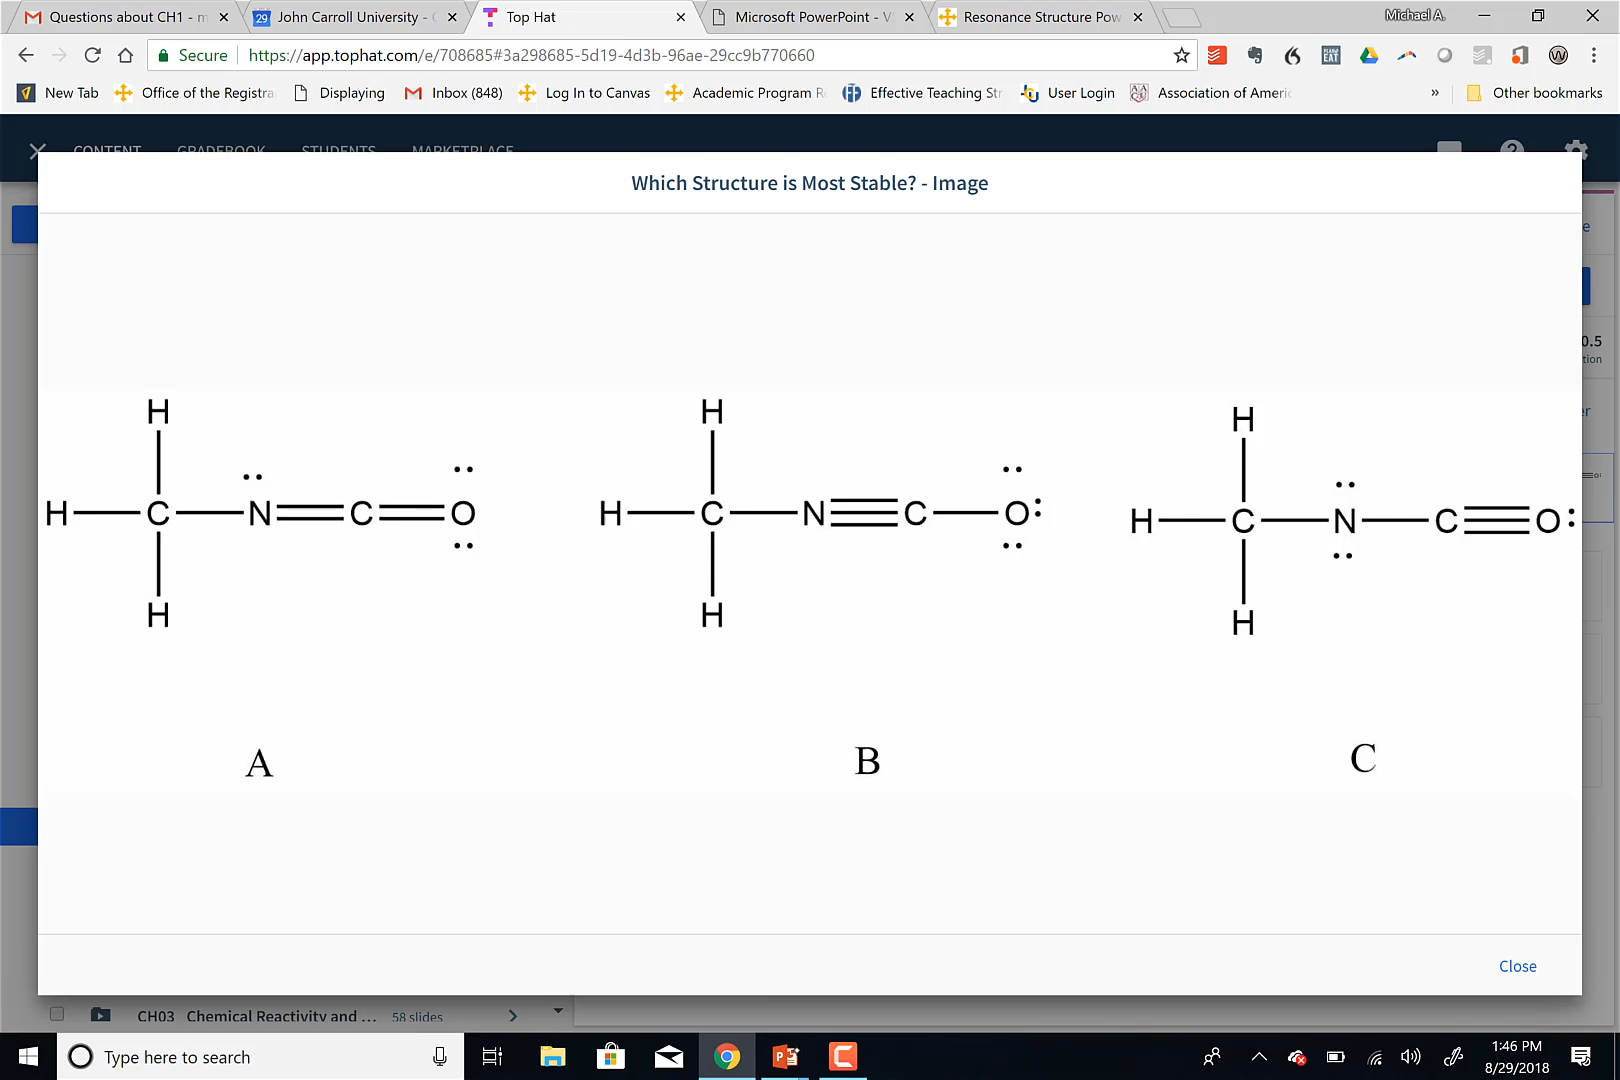 Questions about CH1 - m
John Carroll University - C
Top Hat
Microsoft PowerPoint - V
Resonance Structure Pow
Michael A.
Secure
https://app.tophat.com/e/708685#3a298685-5d19-4d3b-96ae-29cc9b770660
New Tab
Office of the Registra
Displaying
Inbox (848)
Log In to Canvas
Academic Program R
Effective Teaching Str
User Login
Association of Americ
»
Other bookmarks
CONTENT GRADEBOOK STUDENTS MARKETPLACE
Which Structure is Most Stable? - Image
e
0.5
tion
er
H H H
H C N C O H C N C O H C N C O
H H H
A B C
Close
CH03 Chemical Reactivity and ... 58 slides
Type here to search
1:46 PM
8/29/2018